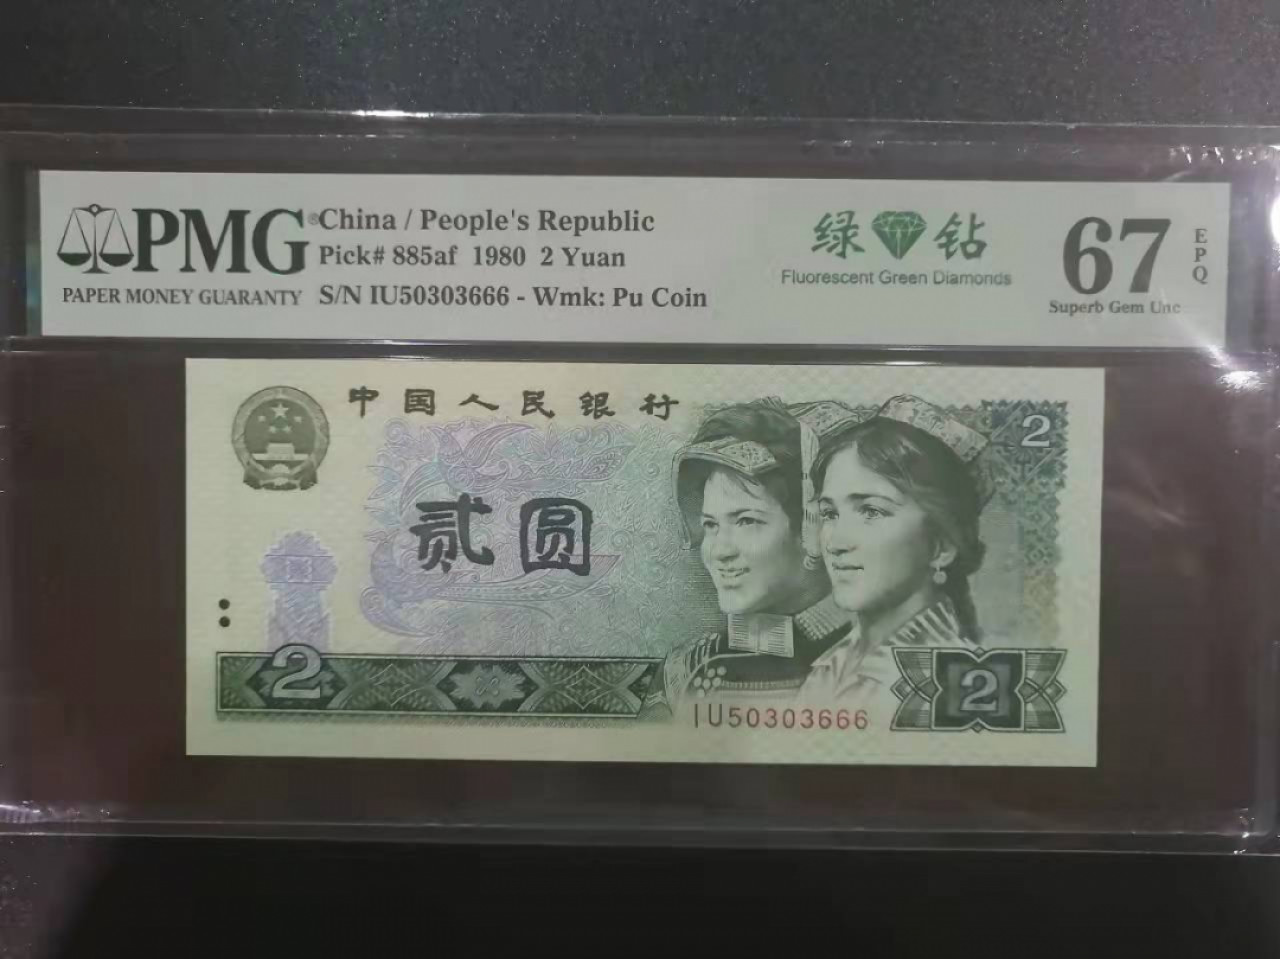 PMG®
PAPER MONEY GUARANTY
China / People's Republic
Pick# 885af 1980 2 Yuan
S/N IU50303666 - Wmk: Pu Coin
绿 钻
Fluorescent Green Diamonds
67
EPQ
Superb Gem Unc
中国人民银行
2
贰圆
2
2
IU50303666